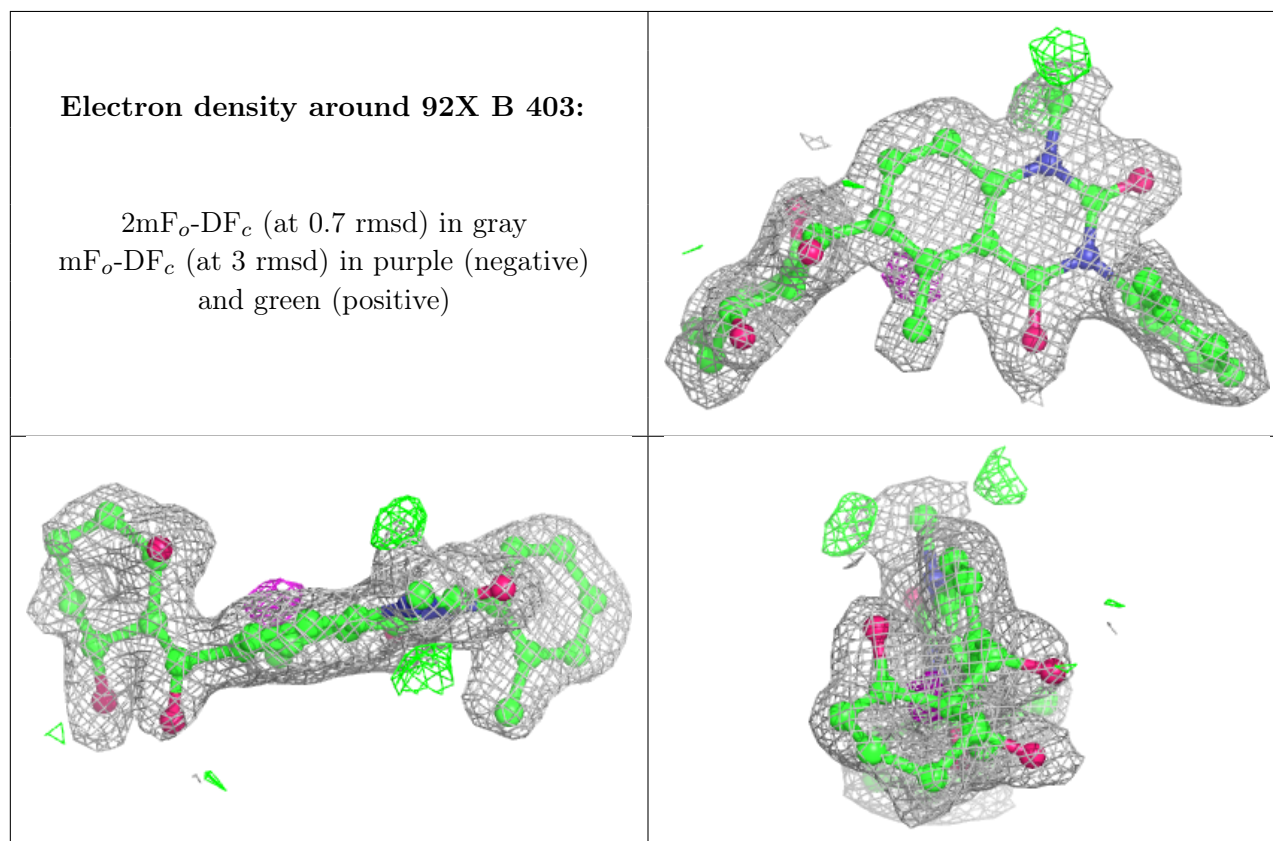 Electron density around 92X B 403:
2mFo-DFc (at 0.7 rmsd) in gray
mFo-DFc (at 3 rmsd) in purple (negative)
and green (positive)